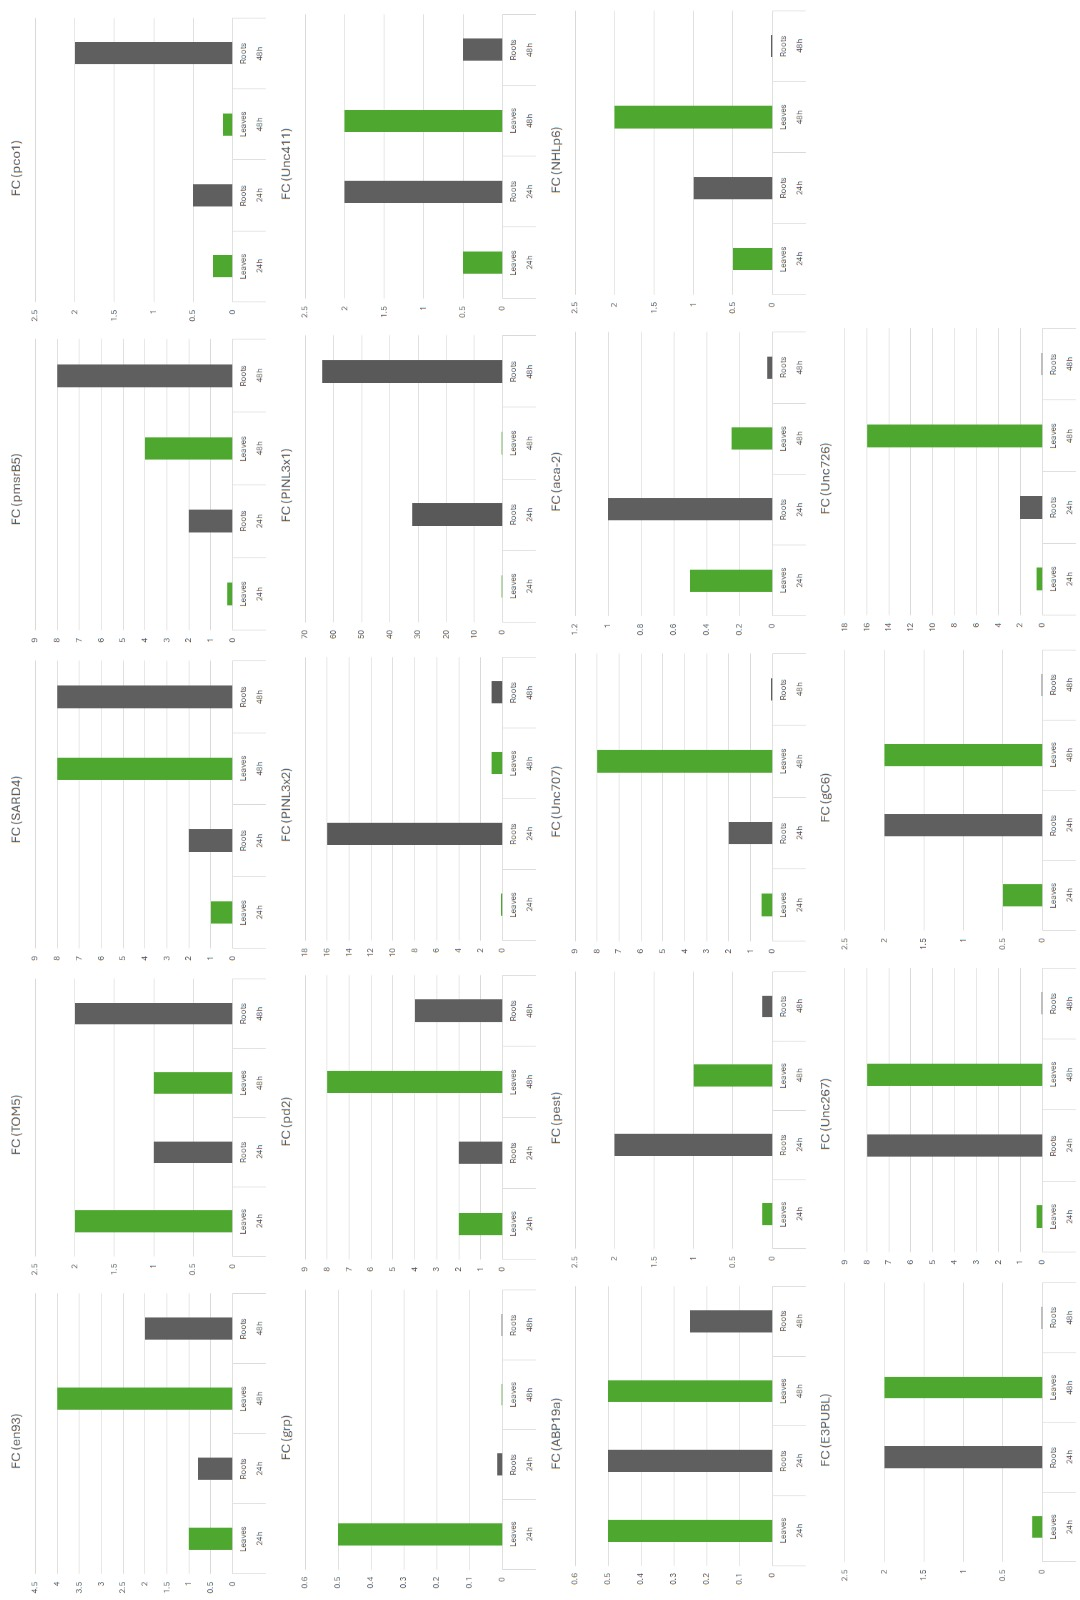 FC (en93)
4.5
4
3.5
3
2.5
2
1.5
1
0.5
0
Leaves Roots Leaves Roots
24h 24h 48h 48h
FC (TOM5)
2.5
2
1.5
1
0.5
0
Leaves Roots Leaves Roots
24h 24h 48h 48h
FC (SARD4)
9
8
7
6
5
4
3
2
1
0
Leaves Roots Leaves Roots
24h 24h 48h 48h
FC (pmsrB5)
9
8
7
6
5
4
3
2
1
0
Leaves Roots Leaves Roots
24h 24h 48h 48h
FC (pco1)
2.5
2
1.5
1
0.5
0
Leaves Roots Leaves Roots
24h 24h 48h 48h
FC (grp)
0.6
0.5
0.4
0.3
0.2
0.1
0
Leaves Roots Leaves Roots
24h 24h 48h 48h
FC (pd2)
9
8
7
6
5
4
3
2
1
0
Leaves Roots Leaves Roots
24h 24h 48h 48h
FC (PINL3x2)
18
16
14
12
10
8
6
4
2
0
Leaves Roots Leaves Roots
24h 24h 48h 48h
FC (PINL3x1)
70
60
50
40
30
20
10
0
Leaves Roots Leaves Roots
24h 24h 48h 48h
FC (Unc411)
2.5
2
1.5
1
0.5
0
Leaves Roots Leaves Roots
24h 24h 48h 48h
FC (ABP19a)
0.6
0.5
0.4
0.3
0.2
0.1
0
Leaves Roots Leaves Roots
24h 24h 48h 48h
FC (pest)
2.5
2
1.5
1
0.5
0
Leaves Roots Leaves Roots
24h 24h 48h 48h
FC (Unc707)
9
8
7
6
5
4
3
2
1
0
Leaves Roots Leaves Roots
24h 24h 48h 48h
FC (aca-2)
1.2
1
0.8
0.6
0.4
0.2
0
Leaves Roots Leaves Roots
24h 24h 48h 48h
FC (NHLp6)
2.5
2
1.5
1
0.5
0
Leaves Roots Leaves Roots
24h 24h 48h 48h
FC (E3PUBL)
2.5
2
1.5
1
0.5
0
Leaves Roots Leaves Roots
24h 24h 48h 48h
FC (Unc267)
9
8
7
6
5
4
3
2
1
0
Leaves Roots Leaves Roots
24h 24h 48h 48h
FC (gC6)
2.5
2
1.5
1
0.5
0
Leaves Roots Leaves Roots
24h 24h 48h 48h
FC (Unc726)
18
16
14
12
10
8
6
4
2
0
Leaves Roots Leaves Roots
24h 24h 48h 48h